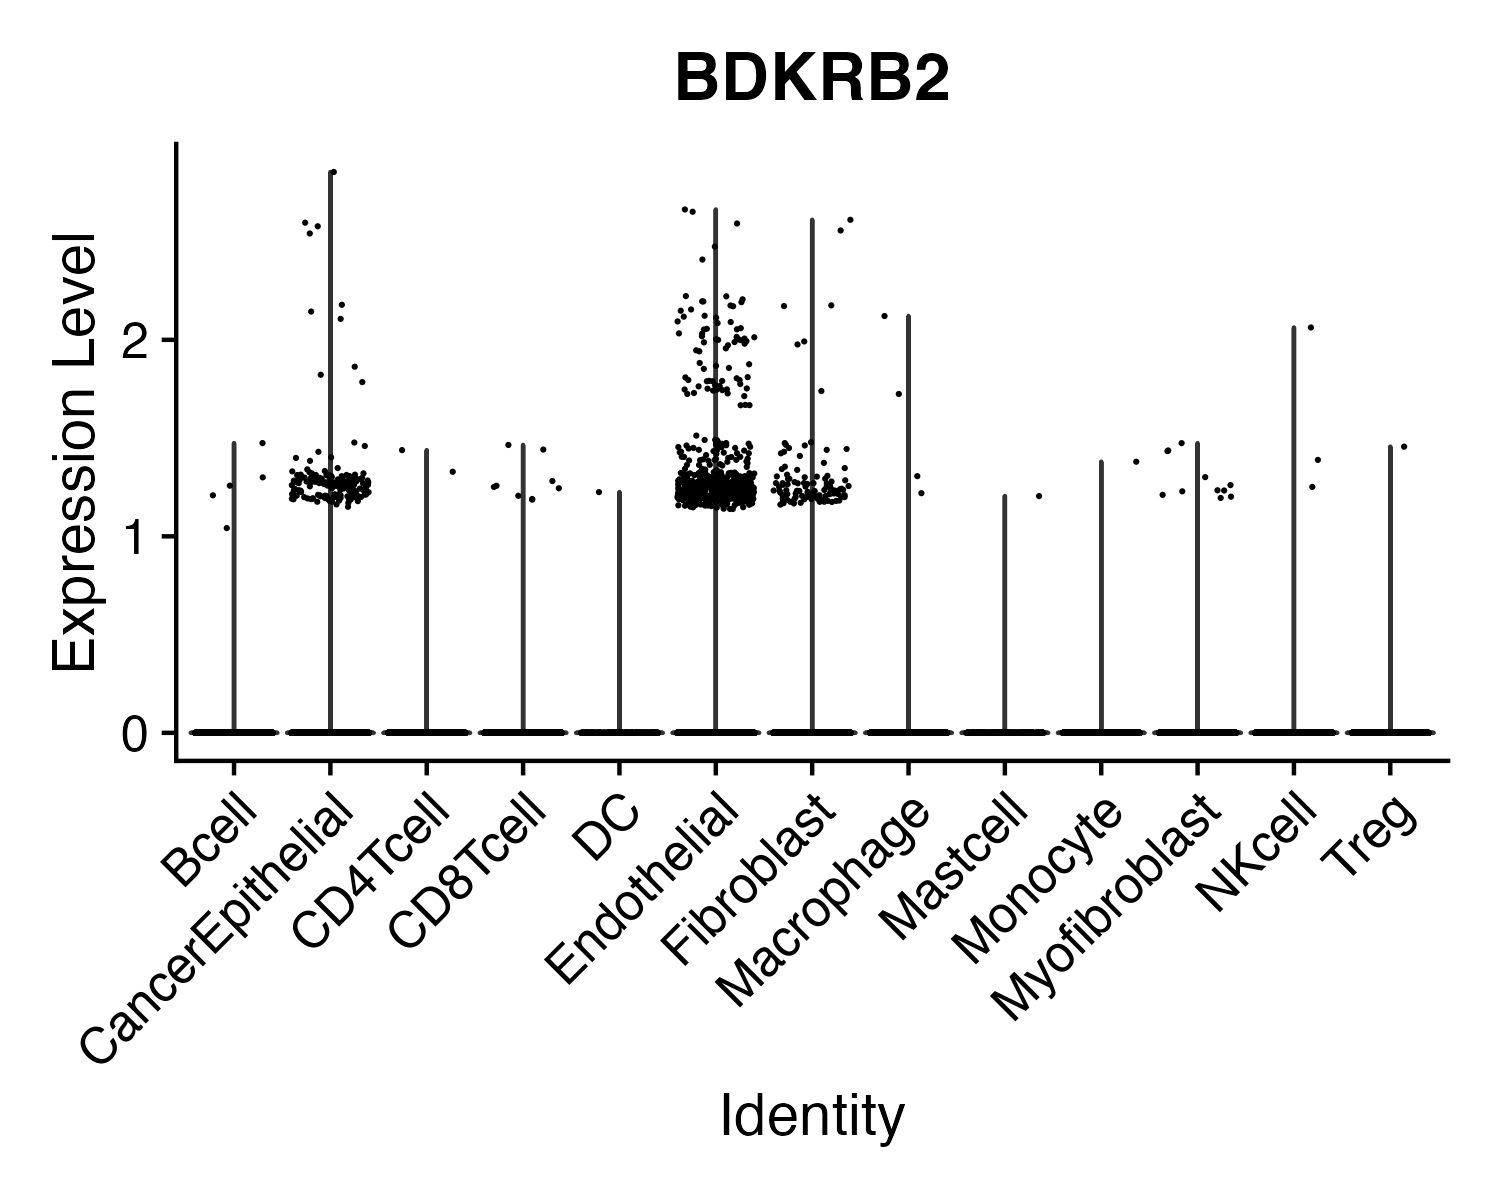 BDKRB2
Expression Level
2
1
0
Bcell
CancerEpithelial
CD4Tcell
CD8Tcell
DC
Endothelial
Fibroblast
Macrophage
Mastcell
Monocyte
Myofibroblast
NKcell
Treg
Identity